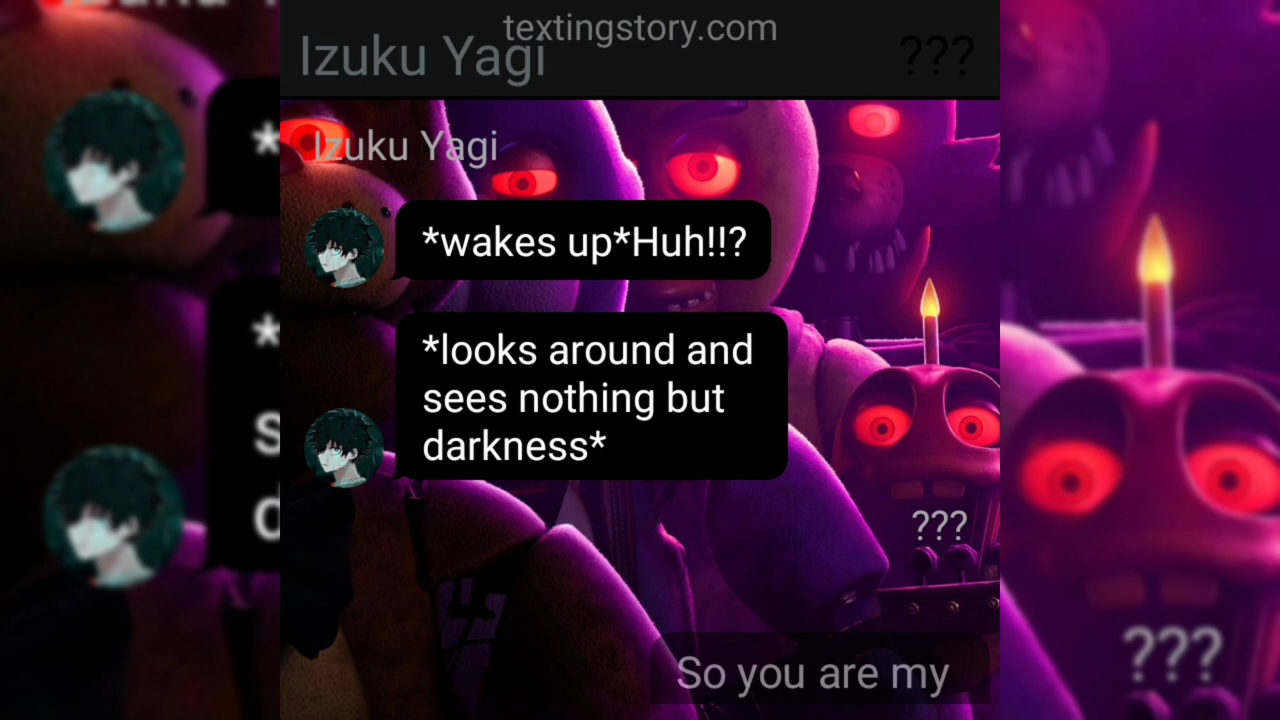 textingstory.com
Izuku Yagi
???
Izuku Yagi
*wakes up*Huh!!?
*looks around and
sees nothing but
darkness*
???
So you are my
???